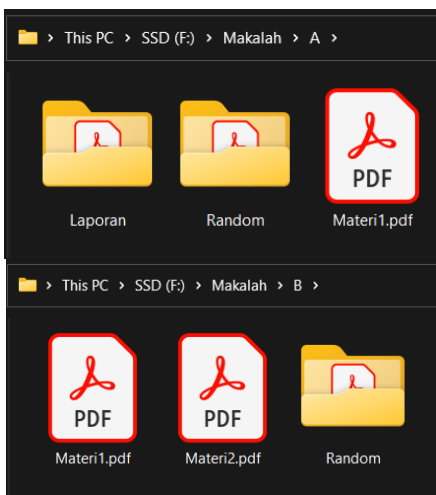 This PC > SSD (F:) > Makalah > A >
PDF
Laporan Random Materi1.pdf
This PC > SSD (F:) > Makalah > B >
PDF PDF
Materi1.pdf Materi2.pdf Random